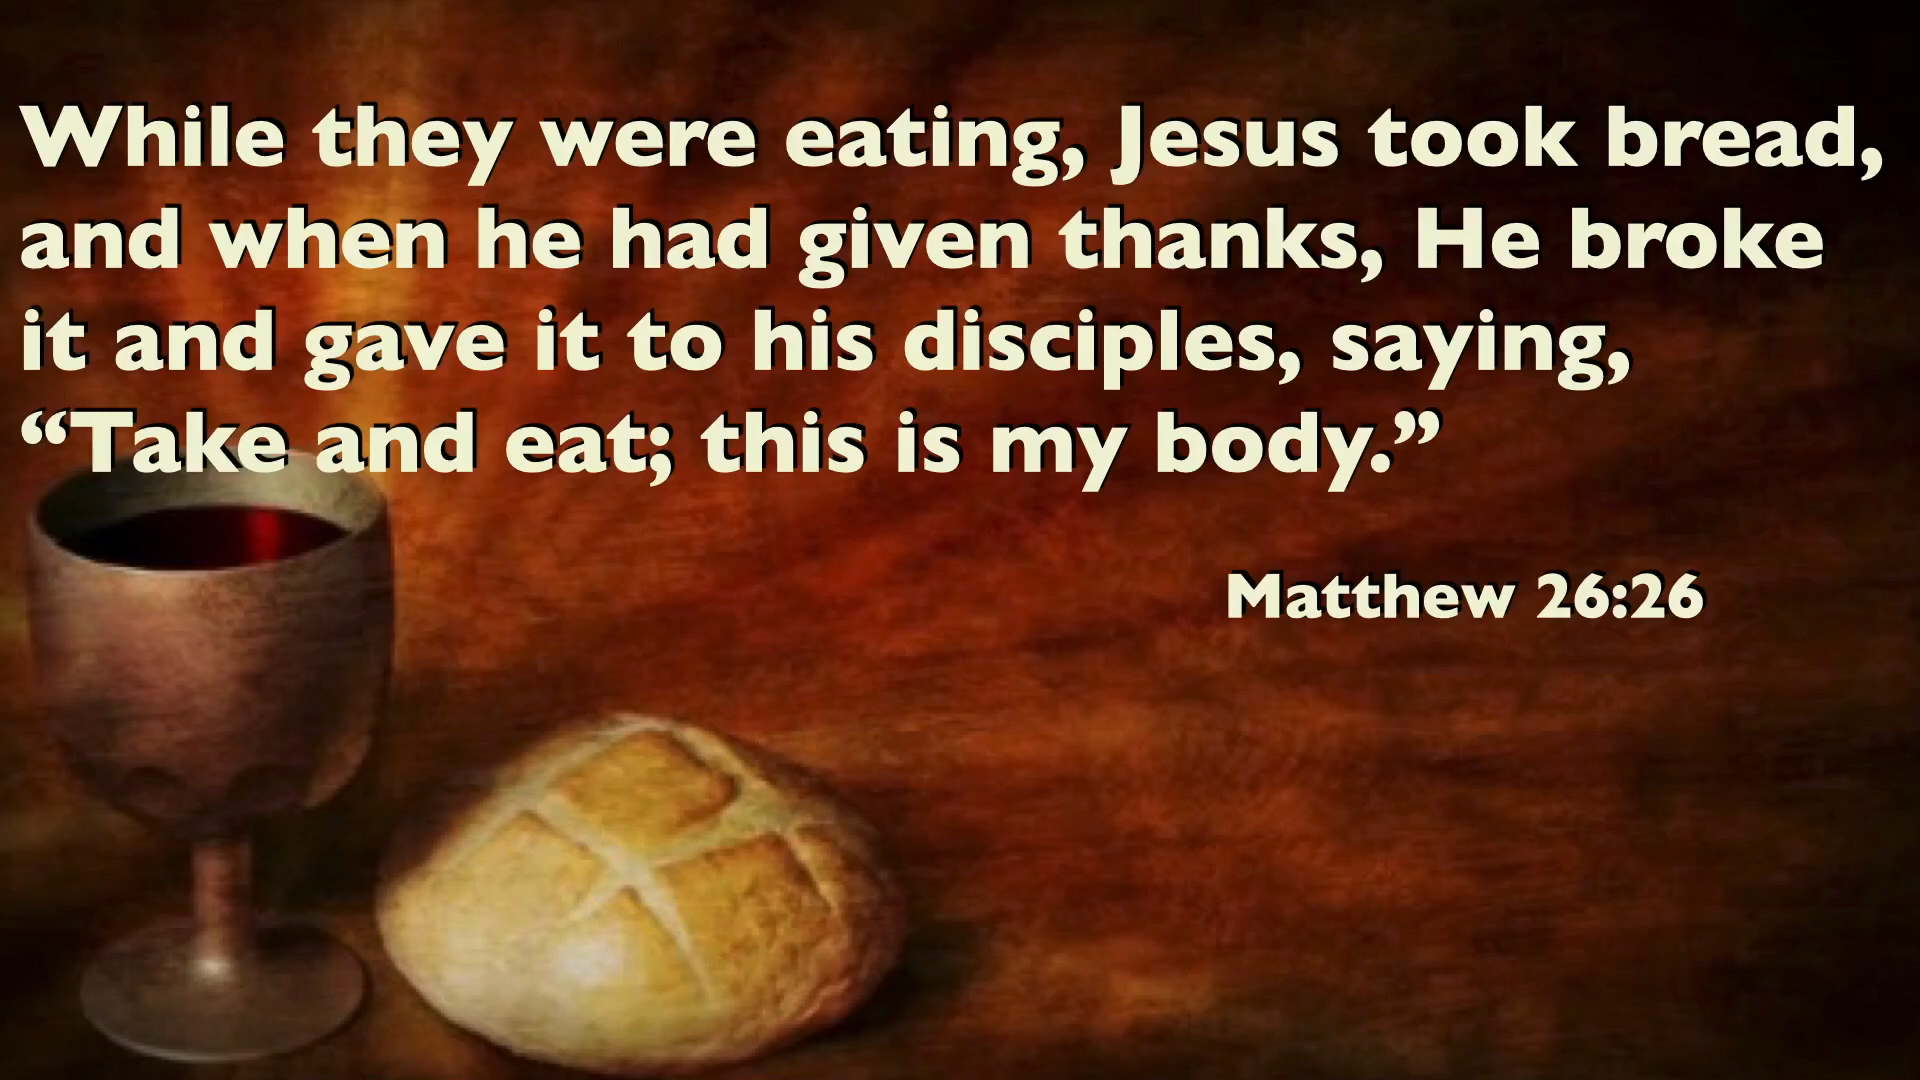 While they were eating, Jesus took bread,
and when he had given thanks, He broke
it and gave it to his disciples, saying,
“Take and eat; this is my body.”
Matthew 26:26